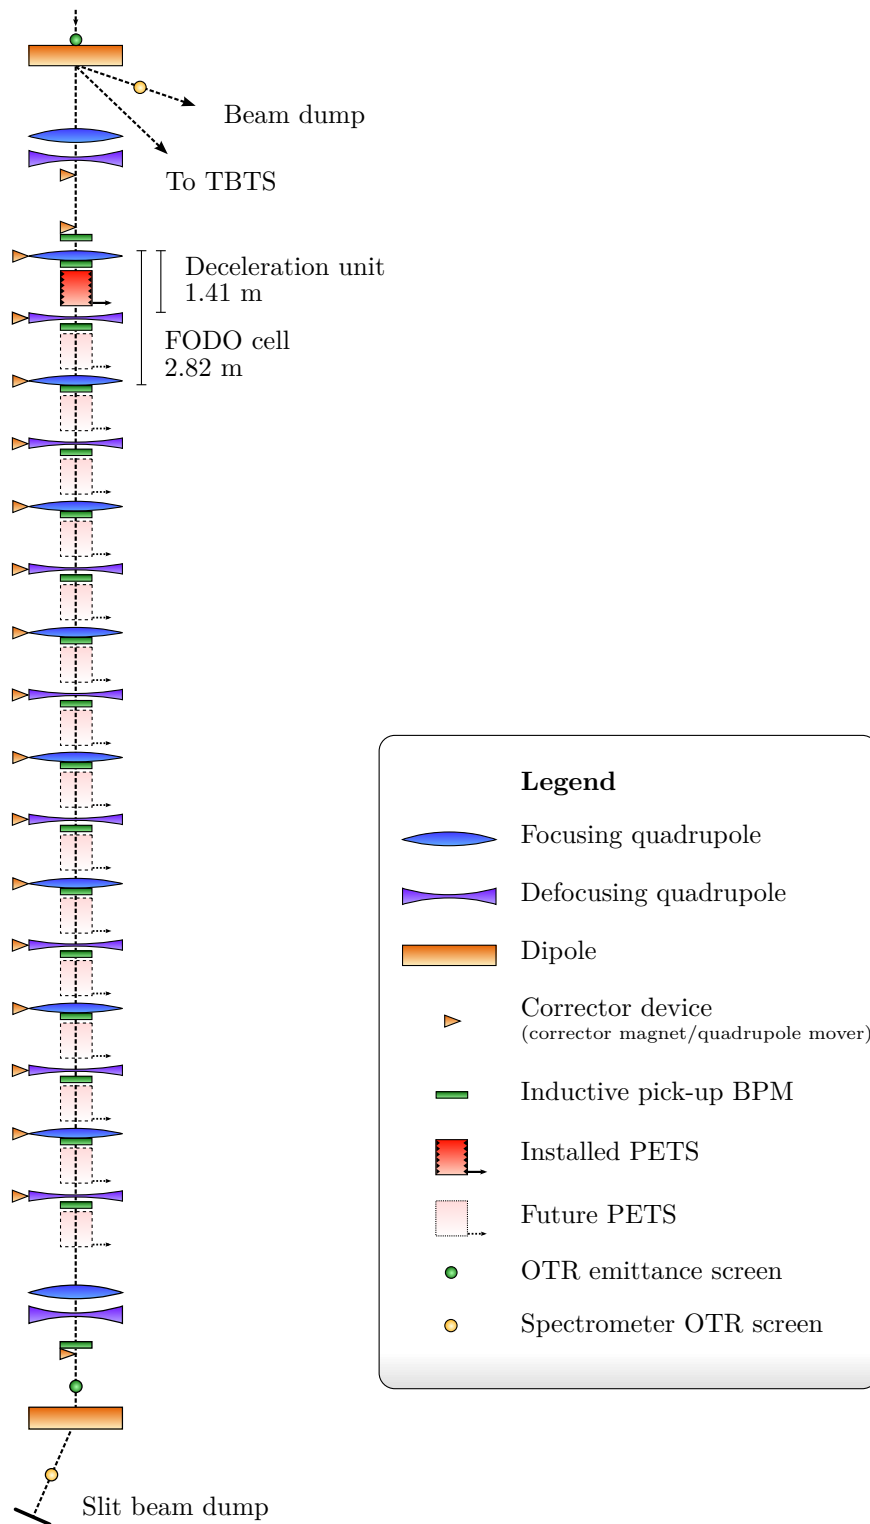 Beam dump
To TBTS
Deceleration unit
1.41 m
FODO cell
2.82 m
Legend
Focusing quadrupole
Defocusing quadrupole
Dipole
Corrector device
(corrector magnet/quadrupole mover)
Inductive pick-up BPM
Installed PETS
Future PETS
OTR emittance screen
Spectrometer OTR screen
Slit beam dump